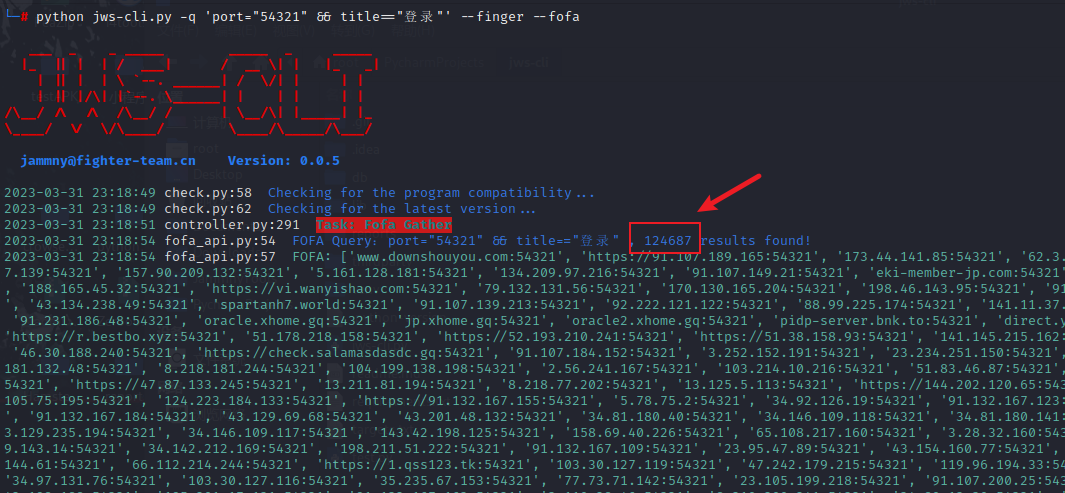 # python jws-cli.py -q 'port="54321" && title=="登录"' --finger --fofa
JWS-CLI
jammny@fighter-team.cn Version: 0.0.5
2023-03-31 23:18:49 check.py:58 Checking for the program compatibility...
2023-03-31 23:18:49 check.py:62 Checking for the latest version...
2023-03-31 23:18:51 controller.py:291 Task: Fofa Gather
2023-03-31 23:18:54 fofa_api.py:54 FOFA Query: port="54321" && title=="登录" , 124687 results found!
2023-03-31 23:18:54 fofa_api.py:57 FOFA: ['www.downshouyou.com:54321', 'https://91.107.189.165:54321', '173.44.141.85:54321', '62.3.
7.139:54321', '157.90.209.132:54321', '5.161.128.181:54321', '134.209.97.216:54321', '91.107.149.21:54321', 'eki-member-jp.com:54321'
, '188.165.45.32:54321', 'https://vi.wanyishao.com:54321', '79.132.131.56:54321', '170.130.165.204:54321', '198.46.143.95:54321', '91
', '43.134.238.49:54321', 'spartanh7.world:54321', '91.107.139.213:54321', '92.222.121.122:54321', '88.99.225.174:54321', '141.11.37.
'91.231.186.48:54321', 'oracle.xhome.gq:54321', 'jp.xhome.gq:54321', 'oracle2.xhome.gq:54321', 'pidp-server.bnk.to:54321', 'direct.y
'https://r.bestbo.xyz:54321', '51.178.218.158:54321', 'https://52.193.210.241:54321', 'https://51.38.158.93:54321', '141.145.215.162:
'46.30.188.240:54321', 'https://check.salamasdasdc.gq:54321', '91.107.184.152:54321', '3.252.152.191:54321', '23.234.251.150:54321',
181.132.48:54321', '8.218.181.244:54321', '104.199.138.198:54321', '2.56.241.167:54321', '103.214.10.216:54321', '51.83.46.87:54321'
54321', 'https://47.87.133.245:54321', '13.211.81.194:54321', '8.218.77.202:54321', '13.125.5.113:54321', 'https://144.202.120.65:543
105.75.195:54321', '124.223.184.133:54321', 'https://91.132.167.155:54321', '5.78.75.2:54321', '34.92.126.19:54321', '91.132.167.123:
', '91.132.167.184:54321', '43.129.69.68:54321', '43.201.48.132:54321', '34.81.180.40:54321', '34.146.109.118:54321', '34.81.180.141:
3.129.235.194:54321', '34.146.109.117:54321', '143.42.198.125:54321', '158.69.40.226:54321', '65.108.217.160:54321', '3.28.32.160:543
9.143.14:54321', '34.142.212.169:54321', '198.211.51.222:54321', '91.132.167.109:54321', '23.95.47.89:54321', '43.154.160.77:54321',
144.61:54321', '66.112.214.244:54321', 'https://1.qss123.tk:54321', '103.30.127.119:54321', '47.242.179.215:54321', '119.96.194.33:54
'34.97.131.76:54321', '103.30.127.116:54321', '35.235.67.153:54321', '77.73.71.142:54321', '23.105.199.218:54321', '91.107.200.25:543